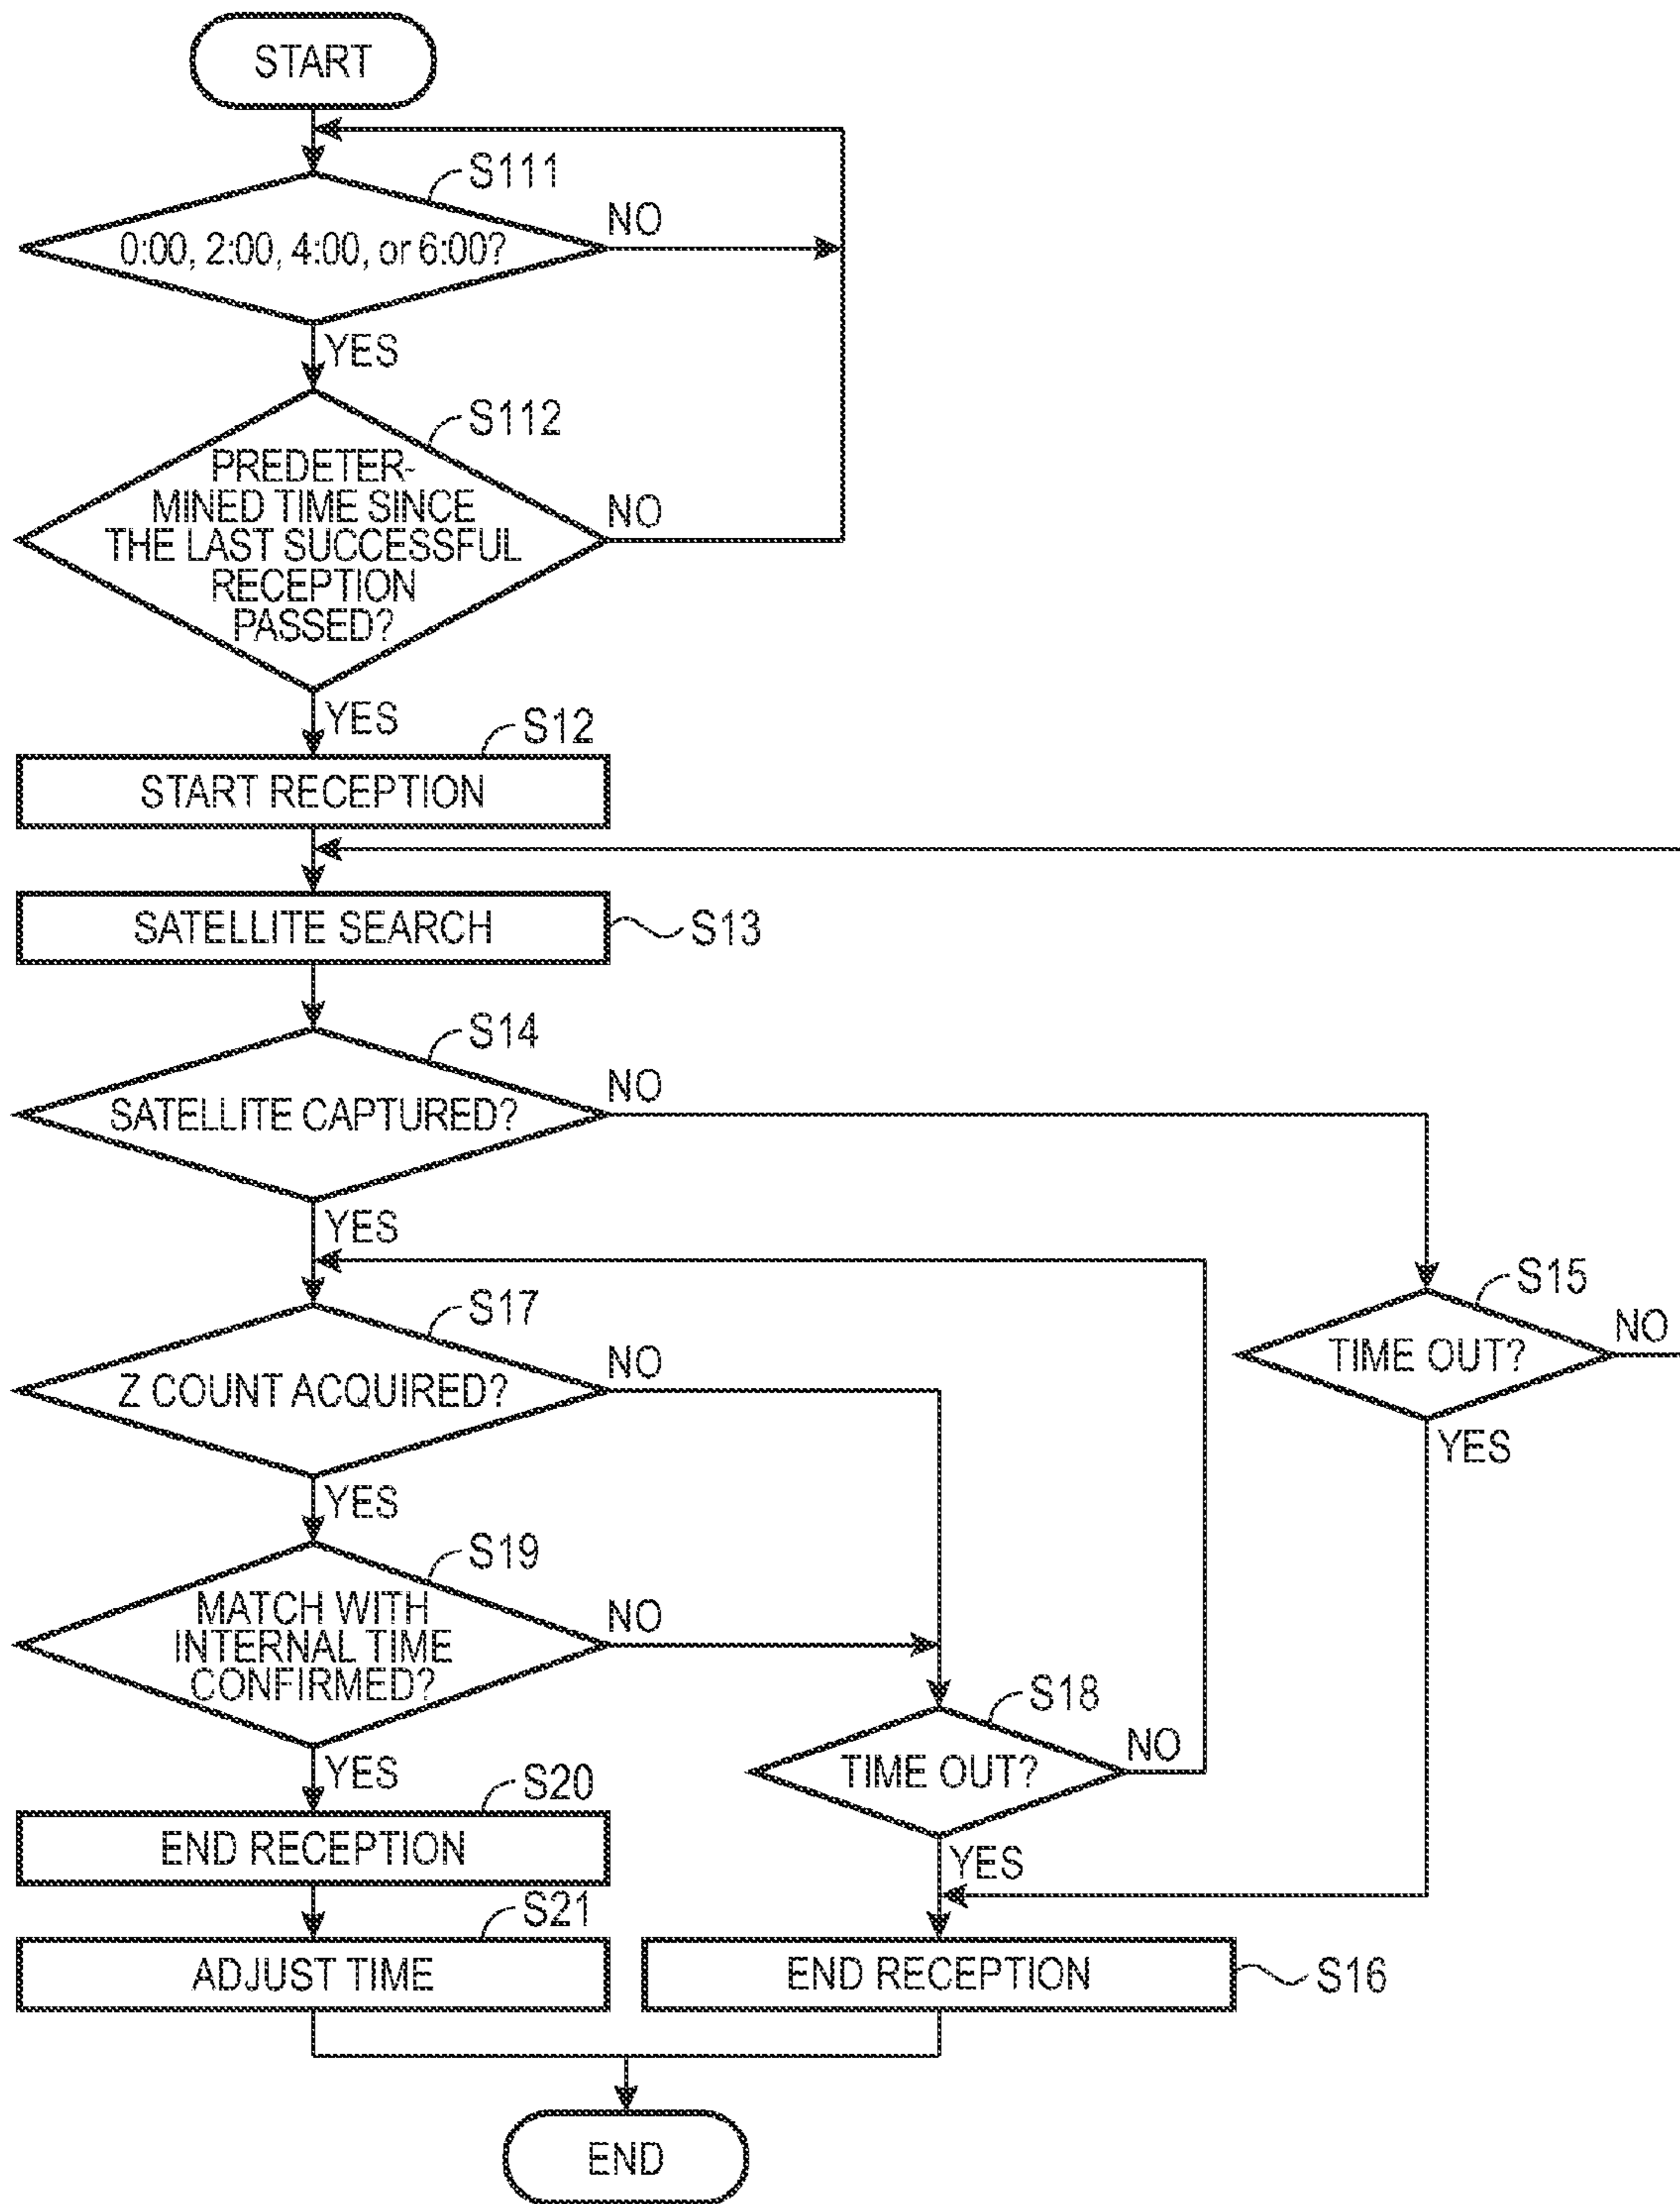 START
S111
0:00, 2:00, 4:00, or 6:00?
NO
YES
S112
PREDETER-
MINED TIME SINCE
THE LAST SUCCESSFUL
RECEPTION
PASSED?
NO
YES
S12
START RECEPTION
SATELLITE SEARCH
S13
S14
SATELLITE CAPTURED?
NO
YES
S15
TIME OUT?
NO
YES
S17
Z COUNT ACQUIRED?
NO
YES
S19
MATCH WITH
INTERNAL TIME
CONFIRMED?
NO
YES
S18
TIME OUT?
NO
YES
S20
END RECEPTION
S21
ADJUST TIME
END RECEPTION
S16
END